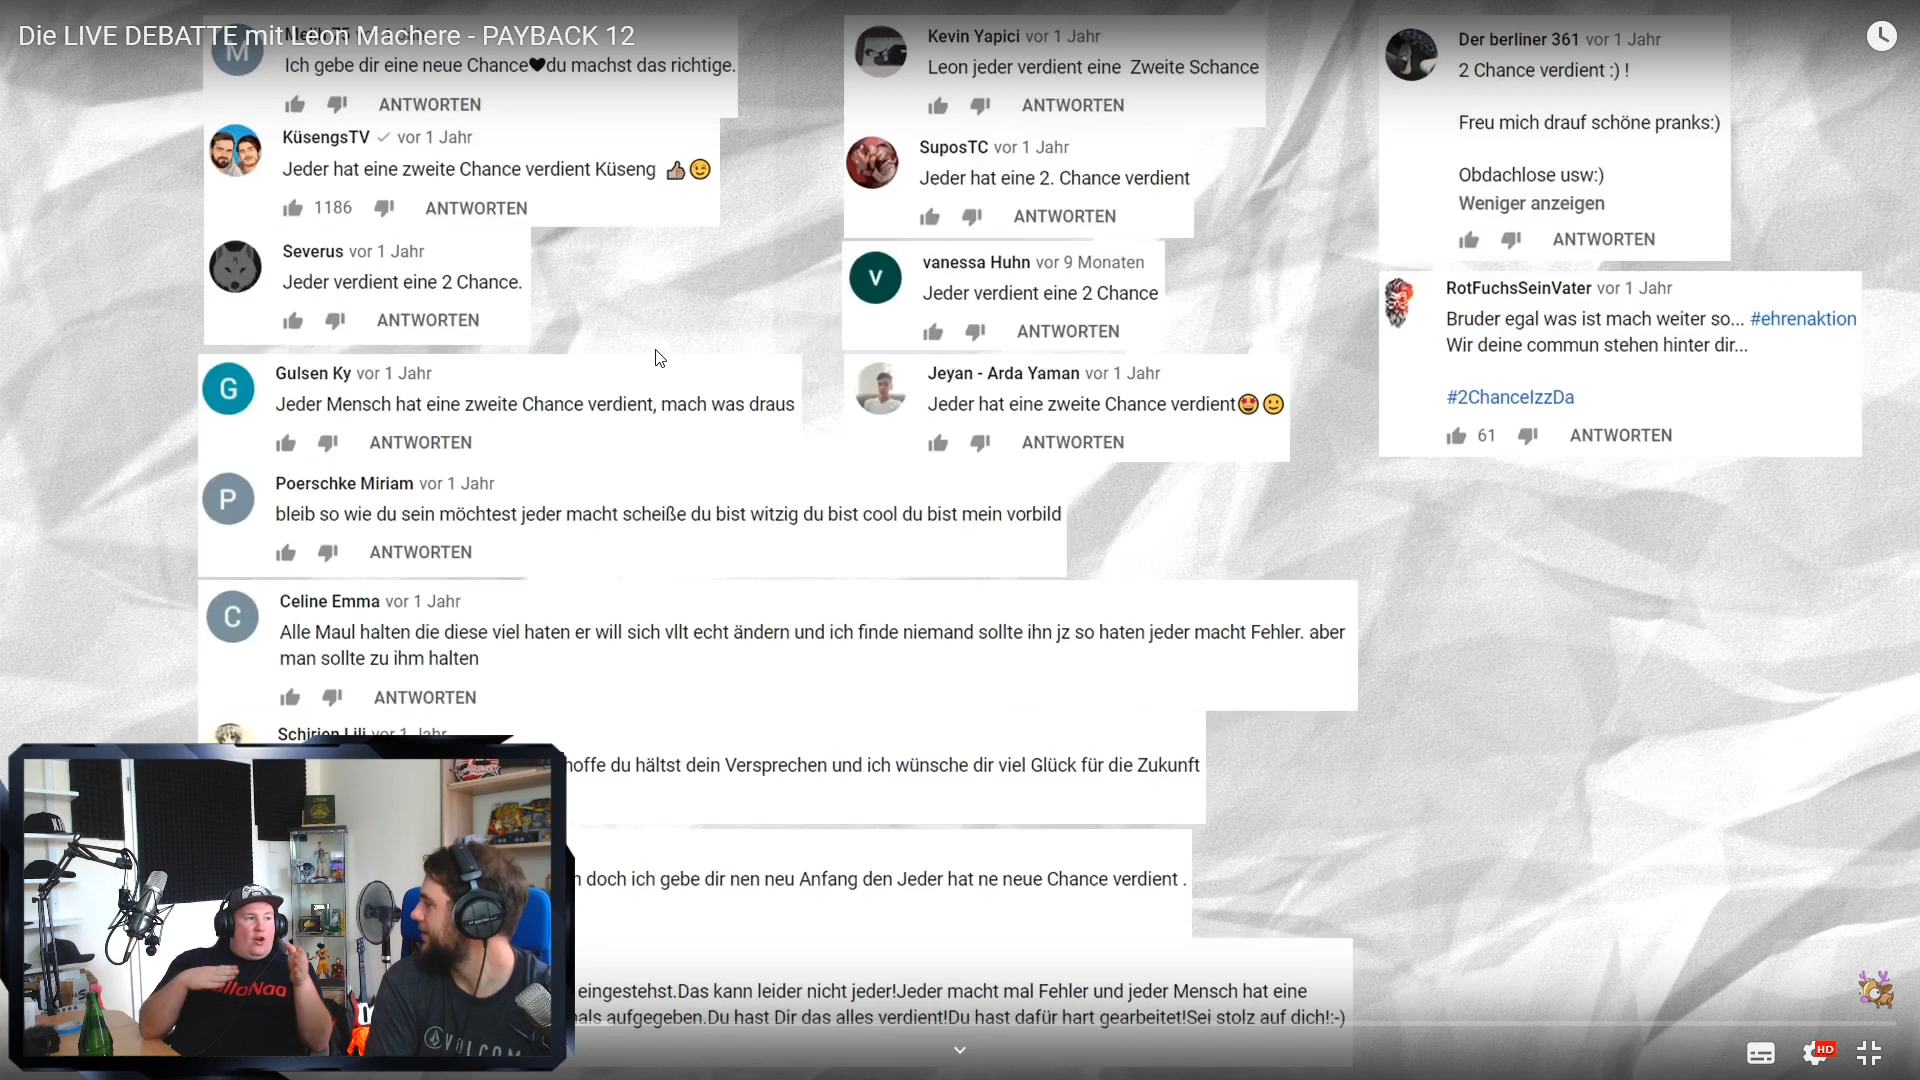 Die LIVE DEBATTE mit Leon Machere - PAYBACK 12
M
Ich gebe dir eine neue Chance🖤du machst das richtige.
ANTWORTEN
KüsengsTV ✓ vor 1 Jahr
Jeder hat eine zweite Chance verdient Küseng 👍😉
1186 ANTWORTEN
Severus vor 1 Jahr
Jeder verdient eine 2 Chance.
ANTWORTEN
G
Gulsen Ky vor 1 Jahr
Jeder Mensch hat eine zweite Chance verdient, mach was draus
ANTWORTEN
P
Poerschke Miriam vor 1 Jahr
bleib so wie du sein möchtest jeder macht scheiße du bist witzig du bist cool du bist mein vorbild
ANTWORTEN
C
Celine Emma vor 1 Jahr
Alle Maul halten die diese viel haten er will sich vllt echt ändern und ich finde niemand sollte ihn jz so haten jeder macht Fehler. aber
man sollte zu ihm halten
ANTWORTEN
Schirien Lili vor 1 Jahr
hoffe du hältst dein Versprechen und ich wünsche dir viel Glück für die Zukunft
doch ich gebe dir nen neu Anfang den Jeder hat ne neue Chance verdient .
eingestehst.Das kann leider nicht jeder!Jeder macht mal Fehler und jeder Mensch hat eine
aufgegeben.Du hast Dir das alles verdient!Du hast dafür hart gearbeitet!Sei stolz auf dich!:-)
Kevin Yapici vor 1 Jahr
Leon jeder verdient eine Zweite Schance
ANTWORTEN
SuposTC vor 1 Jahr
Jeder hat eine 2. Chance verdient
ANTWORTEN
V
vanessa Huhn vor 9 Monaten
Jeder verdient eine 2 Chance
ANTWORTEN
Jeyan - Arda Yaman vor 1 Jahr
Jeder hat eine zweite Chance verdient🤩🙂
ANTWORTEN
Der berliner 361 vor 1 Jahr
2 Chance verdient :) !
Freu mich drauf schöne pranks:)
Obdachlose usw:)
Weniger anzeigen
ANTWORTEN
RotFuchsSeinVater vor 1 Jahr
Bruder egal was ist mach weiter so... #ehrenaktion
Wir deine commun stehen hinter dir...
#2ChanceIzzDa
61 ANTWORTEN
VOLCOM
HD